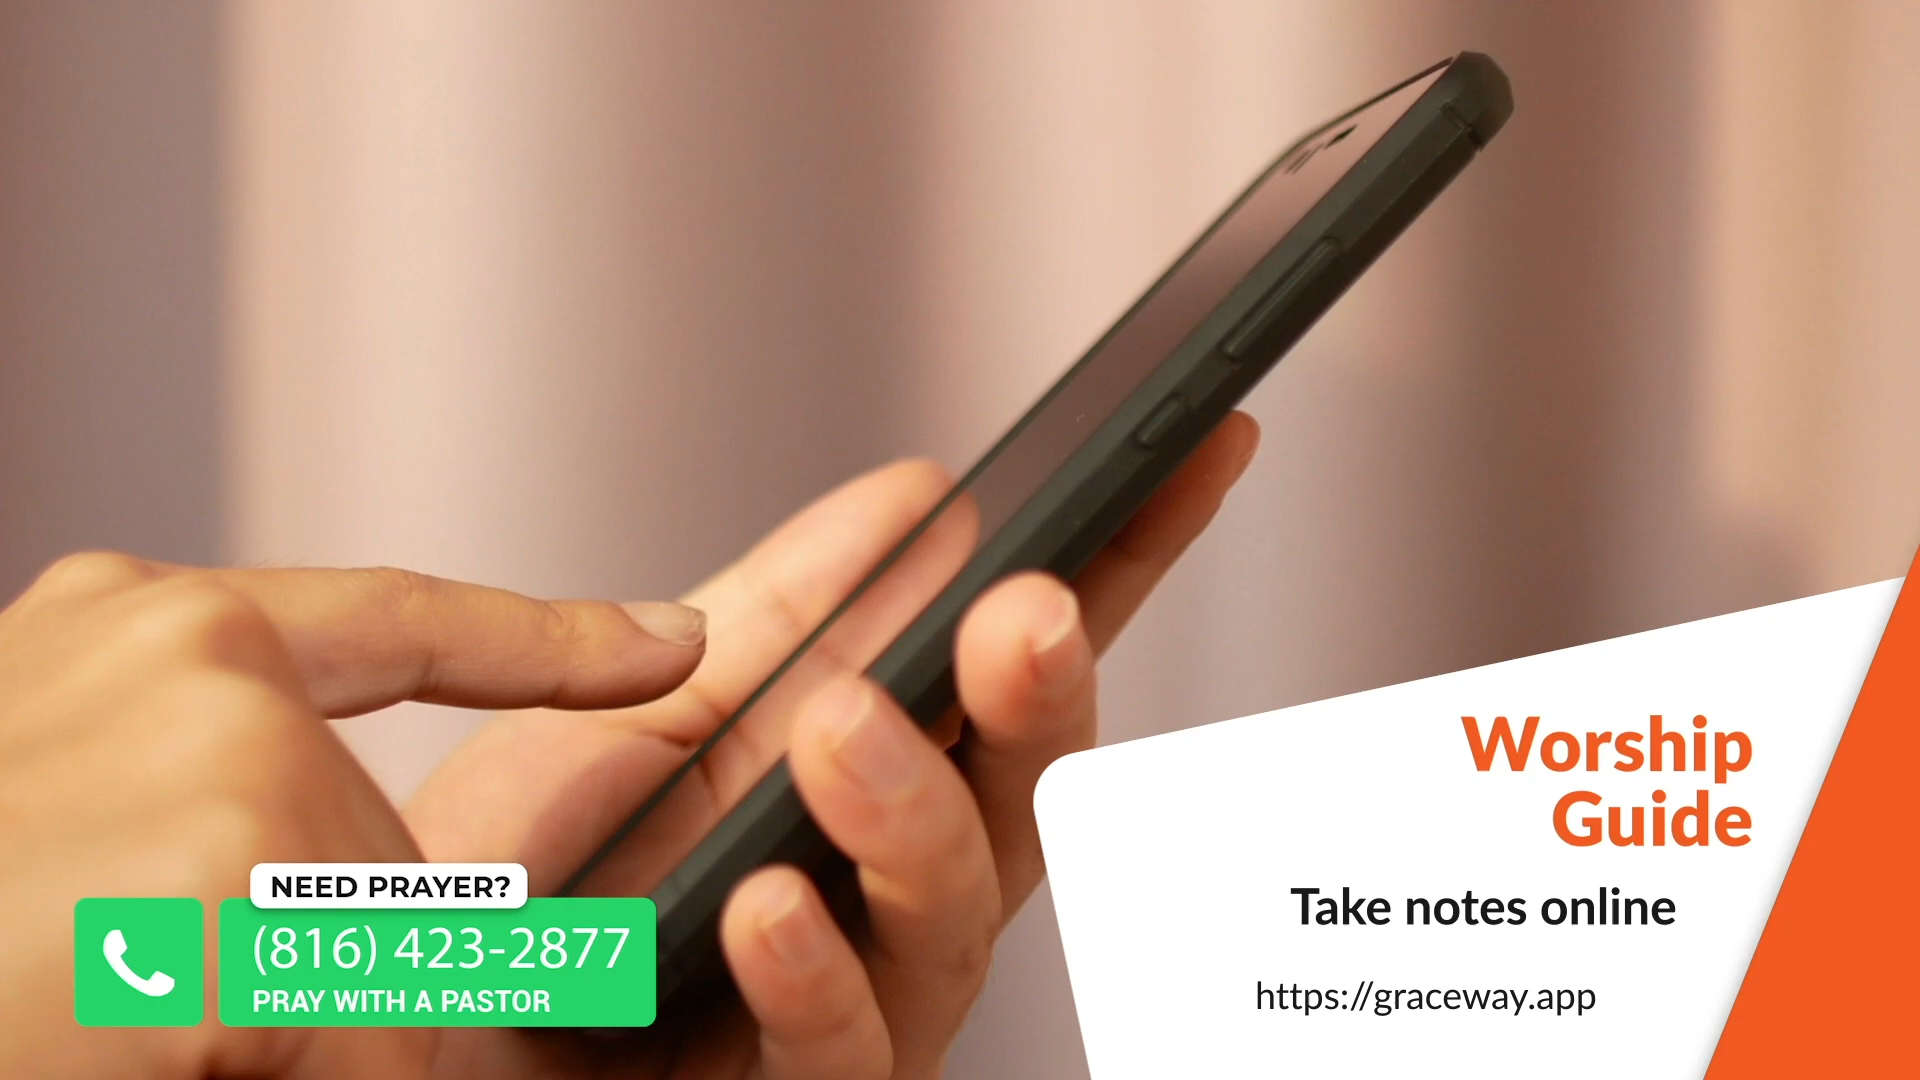 NEED PRAYER?
(816) 423-2877
PRAY WITH A PASTOR
Worship
Guide
Take notes online
https://graceway.app